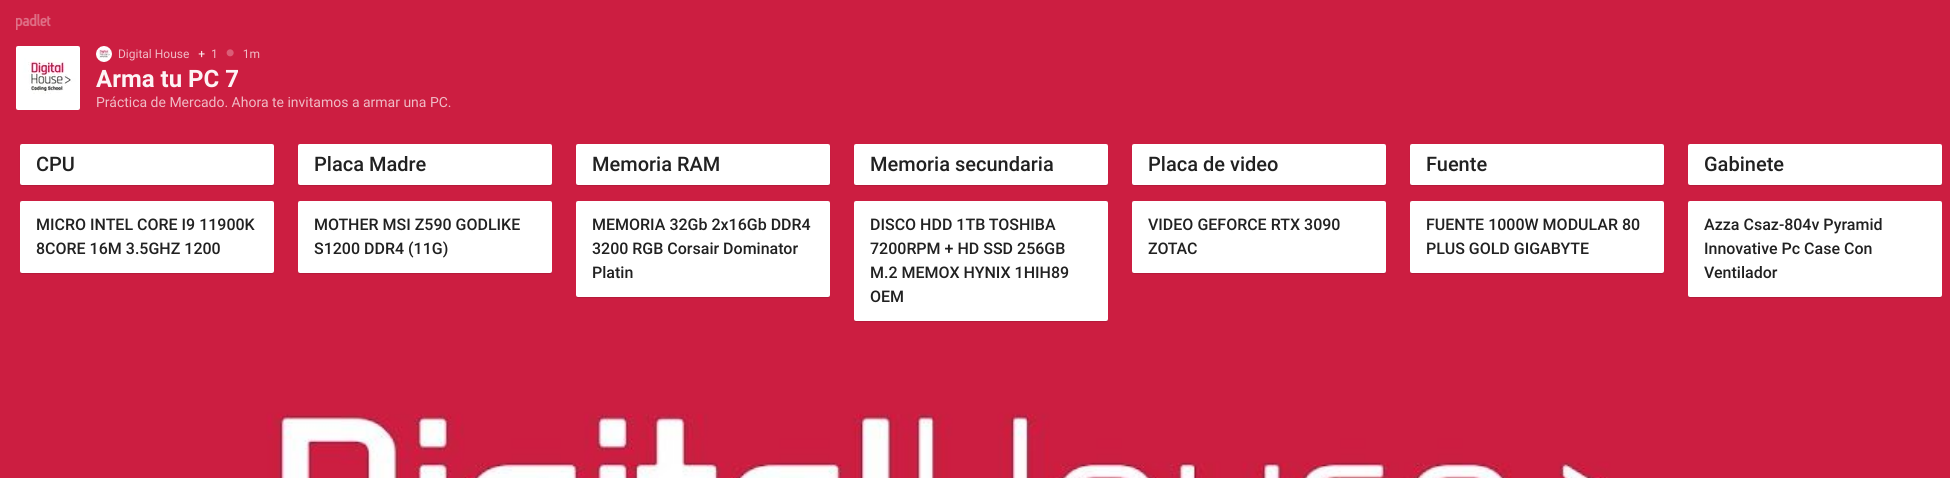 padlet
Digital House + 1 • 1m
Digital
House>
Coding School
Arma tu PC 7
Práctica de Mercado. Ahora te invitamos a armar una PC.
CPU
MICRO INTEL CORE I9 11900K
8CORE 16M 3.5GHZ 1200
Placa Madre
MOTHER MSI Z590 GODLIKE
S1200 DDR4 (11G)
Memoria RAM
MEMORIA 32Gb 2x16Gb DDR4
3200 RGB Corsair Dominator
Platin
Memoria secundaria
DISCO HDD 1TB TOSHIBA
7200RPM + HD SSD 256GB
M.2 MEMOX HYNIX 1HIH89
OEM
Placa de video
VIDEO GEFORCE RTX 3090
ZOTAC
Fuente
FUENTE 1000W MODULAR 80
PLUS GOLD GIGABYTE
Gabinete
Azza Csaz-804v Pyramid
Innovative Pc Case Con
Ventilador
DigitalHouse>